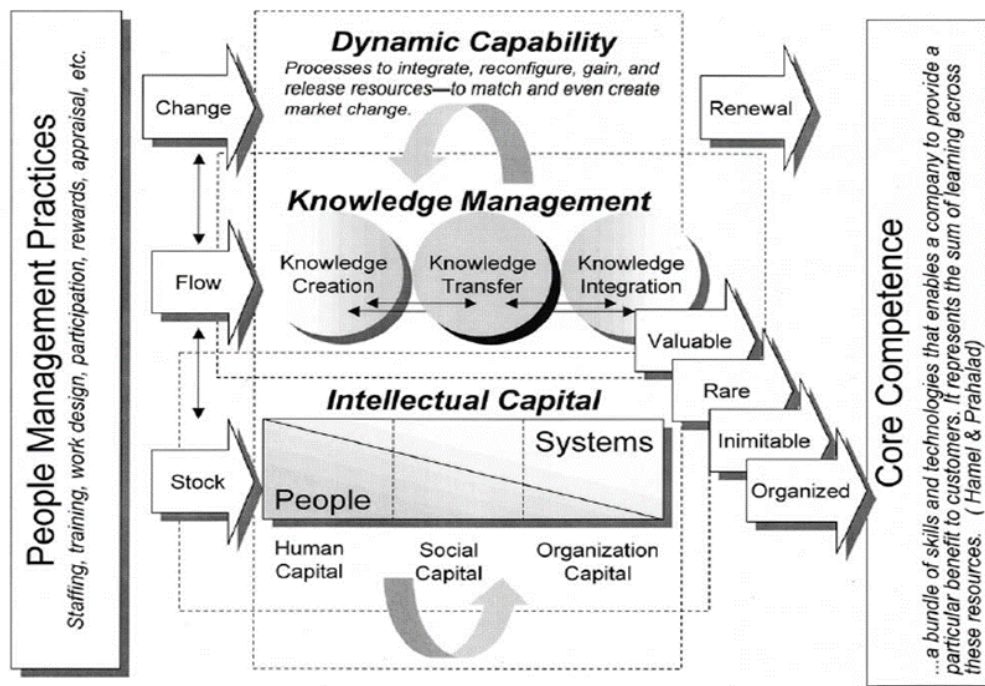 People Management Practices
Staffing, training, work design, participation, rewards, appraisal, etc.
Change
Flow
Stock
Dynamic Capability
Processes to integrate, reconfigure, gain, and
release resources—to match and even create
market change.
Knowledge Management
Knowledge
Creation
Knowledge
Transfer
Knowledge
Integration
Intellectual Capital
Systems
People
Human
Capital
Social
Capital
Organization
Capital
Renewal
Valuable
Rare
Inimitable
Organized
Core Competence
...a bundle of skills and technologies that enables a company to provide a
particular benefit to customers. It represents the sum of learning across
these resources. ( Hamel & Prahalad)